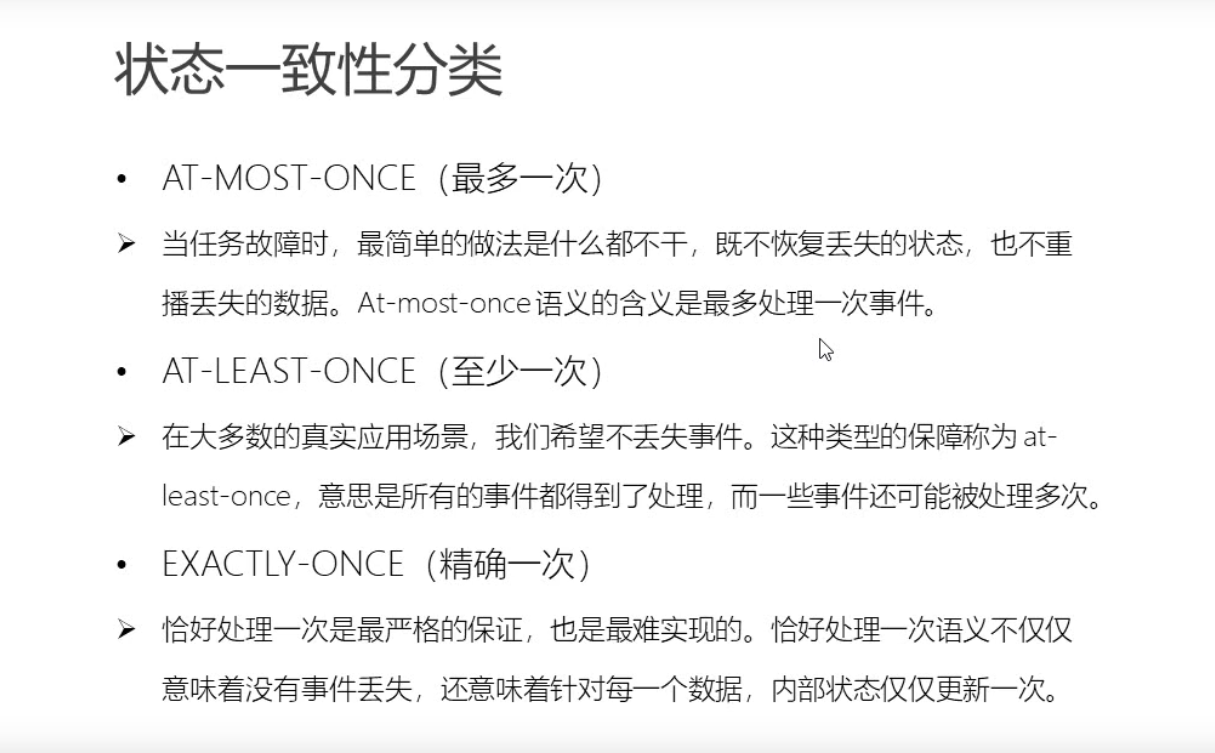 状态一致性分类
• AT-MOST-ONCE（最多一次）
➢ 当任务故障时，最简单的做法是什么都不干，既不恢复丢失的状态，也不重
播丢失的数据。At-most-once 语义的含义是最多处理一次事件。
• AT-LEAST-ONCE（至少一次）
➢ 在大多数的真实应用场景，我们希望不丢失事件。这种类型的保障称为 at-
least-once，意思是所有的事件都得到了处理，而一些事件还可能被处理多次。
• EXACTLY-ONCE（精确一次）
➢ 恰好处理一次是最严格的保证，也是最难实现的。恰好处理一次语义不仅仅
意味着没有事件丢失，还意味着针对每一个数据，内部状态仅仅更新一次。